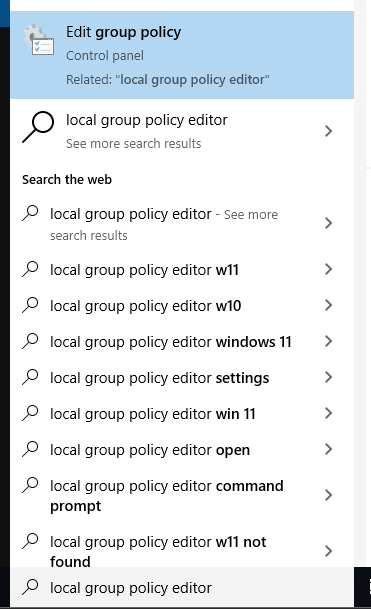 Edit group policy
Control panel
Related: "local group policy editor"
local group policy editor
See more search results
Search the web
local group policy editor - See more
search results
local group policy editor w11
local group policy editor w10
local group policy editor windows 11
local group policy editor settings
local group policy editor win 11
local group policy editor open
local group policy editor command
prompt
local group policy editor w11 not
found
local group policy editor